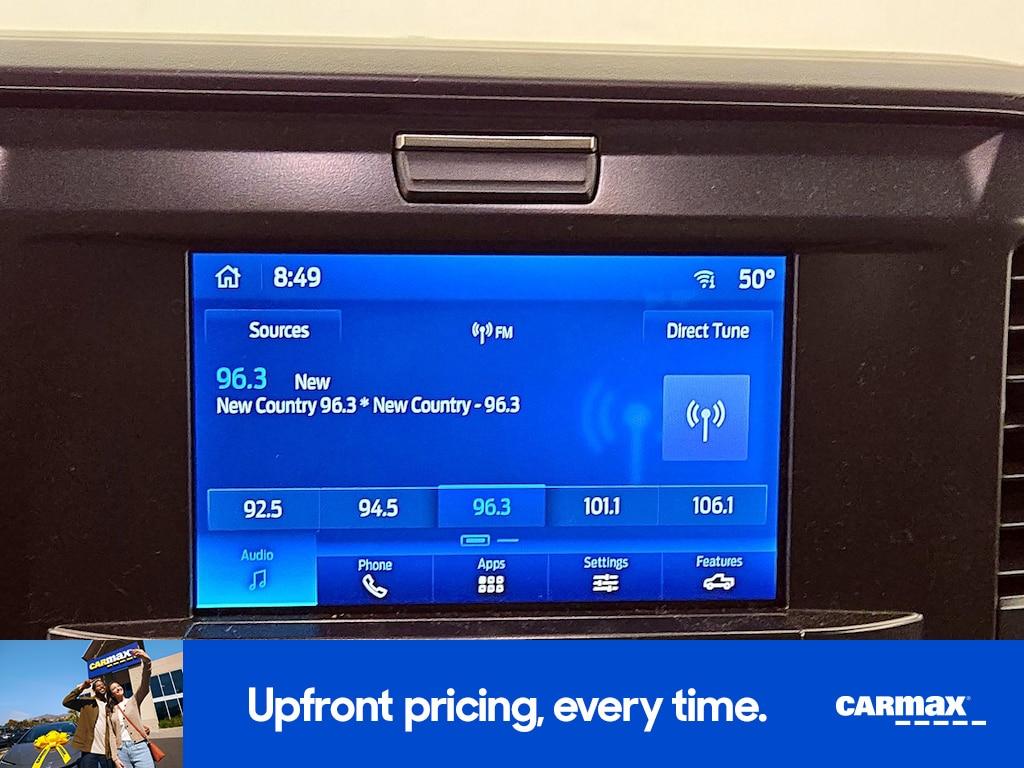 8:49
50°
Sources
FM
Direct Tune
96.3 New
New Country 96.3 * New Country - 96.3
92.5 94.5 96.3 101.1 106.1
Audio Phone Apps Settings Features
CARMAX
Upfront pricing, every time.
CARMAX